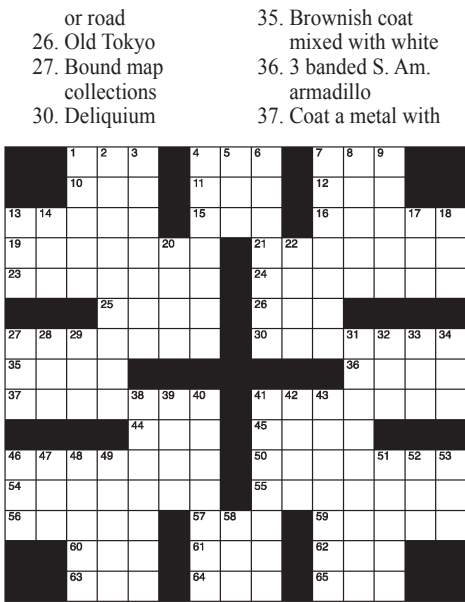 or road
26. Old Tokyo
27. Bound map
collections
30. Deliquium
35. Brownish coat
mixed with white
36. 3 banded S. Am.
armadillo
37. Coat a metal with
1 2 3 4 5 6 7 8 9
10 11 12
13 14 15 16 17 18
19 20 21 22
23 24
25 26
27 28 29 30 31 32 33 34
35 36
37 38 39 40 41 42 43
44 45
46 47 48 49 50 51 52 53
54 55
56 57 58 59
60 61 62
63 64 65